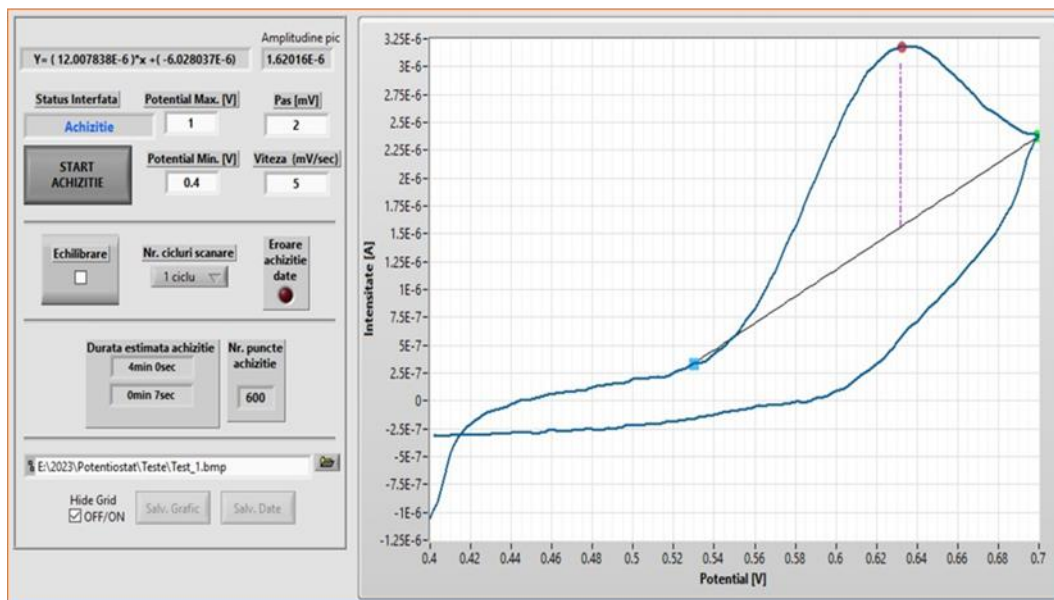 Amplitudine pic
Y= ( 12.007838E-6 )*x +( -6.028037E-6)
1.62016E-6
Status Interfata
Potential Max. [V]
Pas [mV]
Achizitie
1
2
START
ACHIZITIE
Potential Min. [V]
Viteza (mV/sec)
0.4
5
Echilibrare
Nr. cicluri scanare
1 ciclu
Eroare
achizitie
date
Durata estimata achizitie
4min 0sec
0min 7sec
Nr. puncte
achizitie
600
E:\2023\Potentiostat\Teste\Test_1.bmp
Hide Grid
OFF/ON
Salv. Grafic
Salv. Date
Intensitate [A]
3.25E-6
3E-6
2.75E-6
2.5E-6
2.25E-6
2E-6
1.75E-6
1.5E-6
1.25E-6
1E-6
7.5E-7
5E-7
2.5E-7
0
-2.5E-7
-5E-7
-7.5E-7
-1E-6
-1.25E-6
0.4 0.42 0.44 0.46 0.48 0.5 0.52 0.54 0.56 0.58 0.6 0.62 0.64 0.66 0.68 0.7
Potential [V]